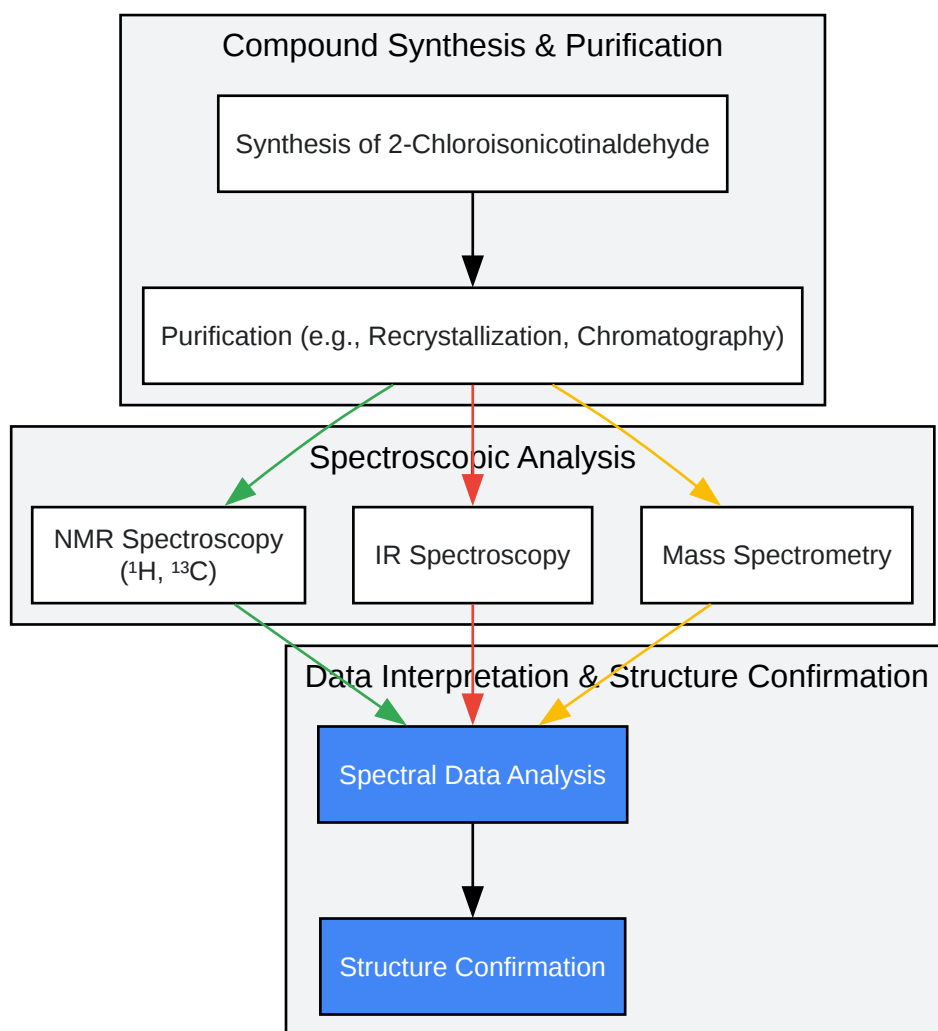 Compound Synthesis & Purification
Synthesis of 2-Chloroisonicotinaldehyde
Purification (e.g., Recrystallization, Chromatography)
Spectroscopic Analysis
NMR Spectroscopy
(¹H, ¹³C)
IR Spectroscopy
Mass Spectrometry
Data Interpretation & Structure Confirmation
Spectral Data Analysis
Structure Confirmation